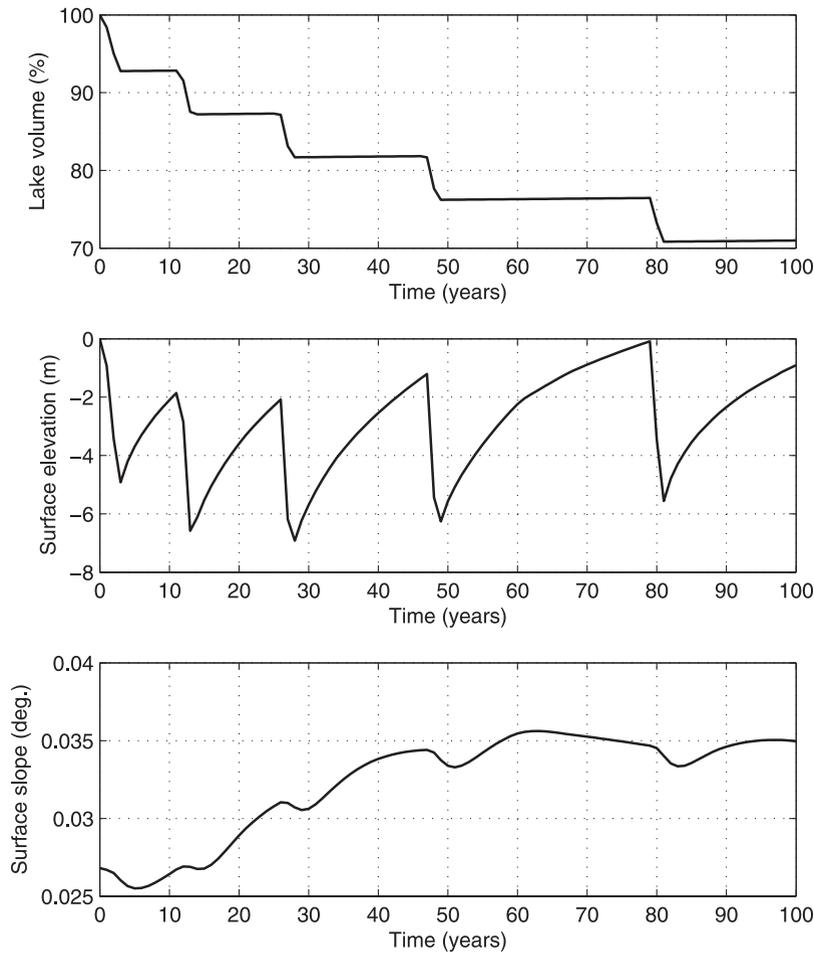 100
90
80
70
Lake volume (%)
0 10 20 30 40 50 60 70 80 90 100
Time (years)
0
−2
−4
−6
−8
Surface elevation (m)
0 10 20 30 40 50 60 70 80 90 100
Time (years)
0.04
0.035
0.03
0.025
Surface slope (deg.)
0 10 20 30 40 50 60 70 80 90 100
Time (years)